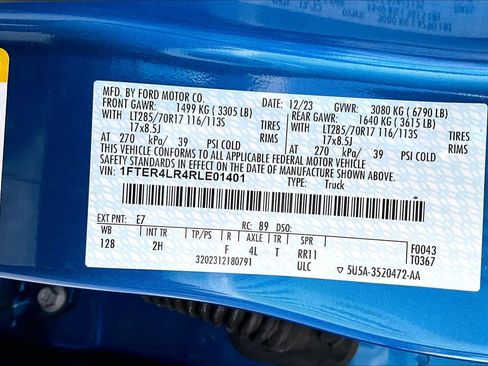 MFD. BY FORD MOTOR CO. 12/23 GVWR: 3080 KG (6790 LB)
FRONT GAWR: 1499 KG (3305 LB) REAR GAWR: 1640 KG (3615 LB)
WITH LT285/70R17 116/113S TIRES WITH LT285/70R17 116/113S TIRES
17x8.5J RIMS 17x8.5J RIMS
AT 270 kPa/ 39 PSI COLD AT 270 kPa/ 39 PSI COLD
THIS VEHICLE CONFORMS TO ALL APPLICABLE FEDERAL MOTOR VEHICLE
SAFETY AND THEFT PREVENTION STANDARDS IN EFFECT ON THE DATE OF
VIN: 1FTER4LR4RLE01401
TYPE: Truck
EXT PNT: E7 RC: 89 DSO:
WB INT TR TP/PS R AXLE TR SPR F0043
128 2H F 4L T RR11 T0367
3202312180791 ULC 5U5A-3520472-AA